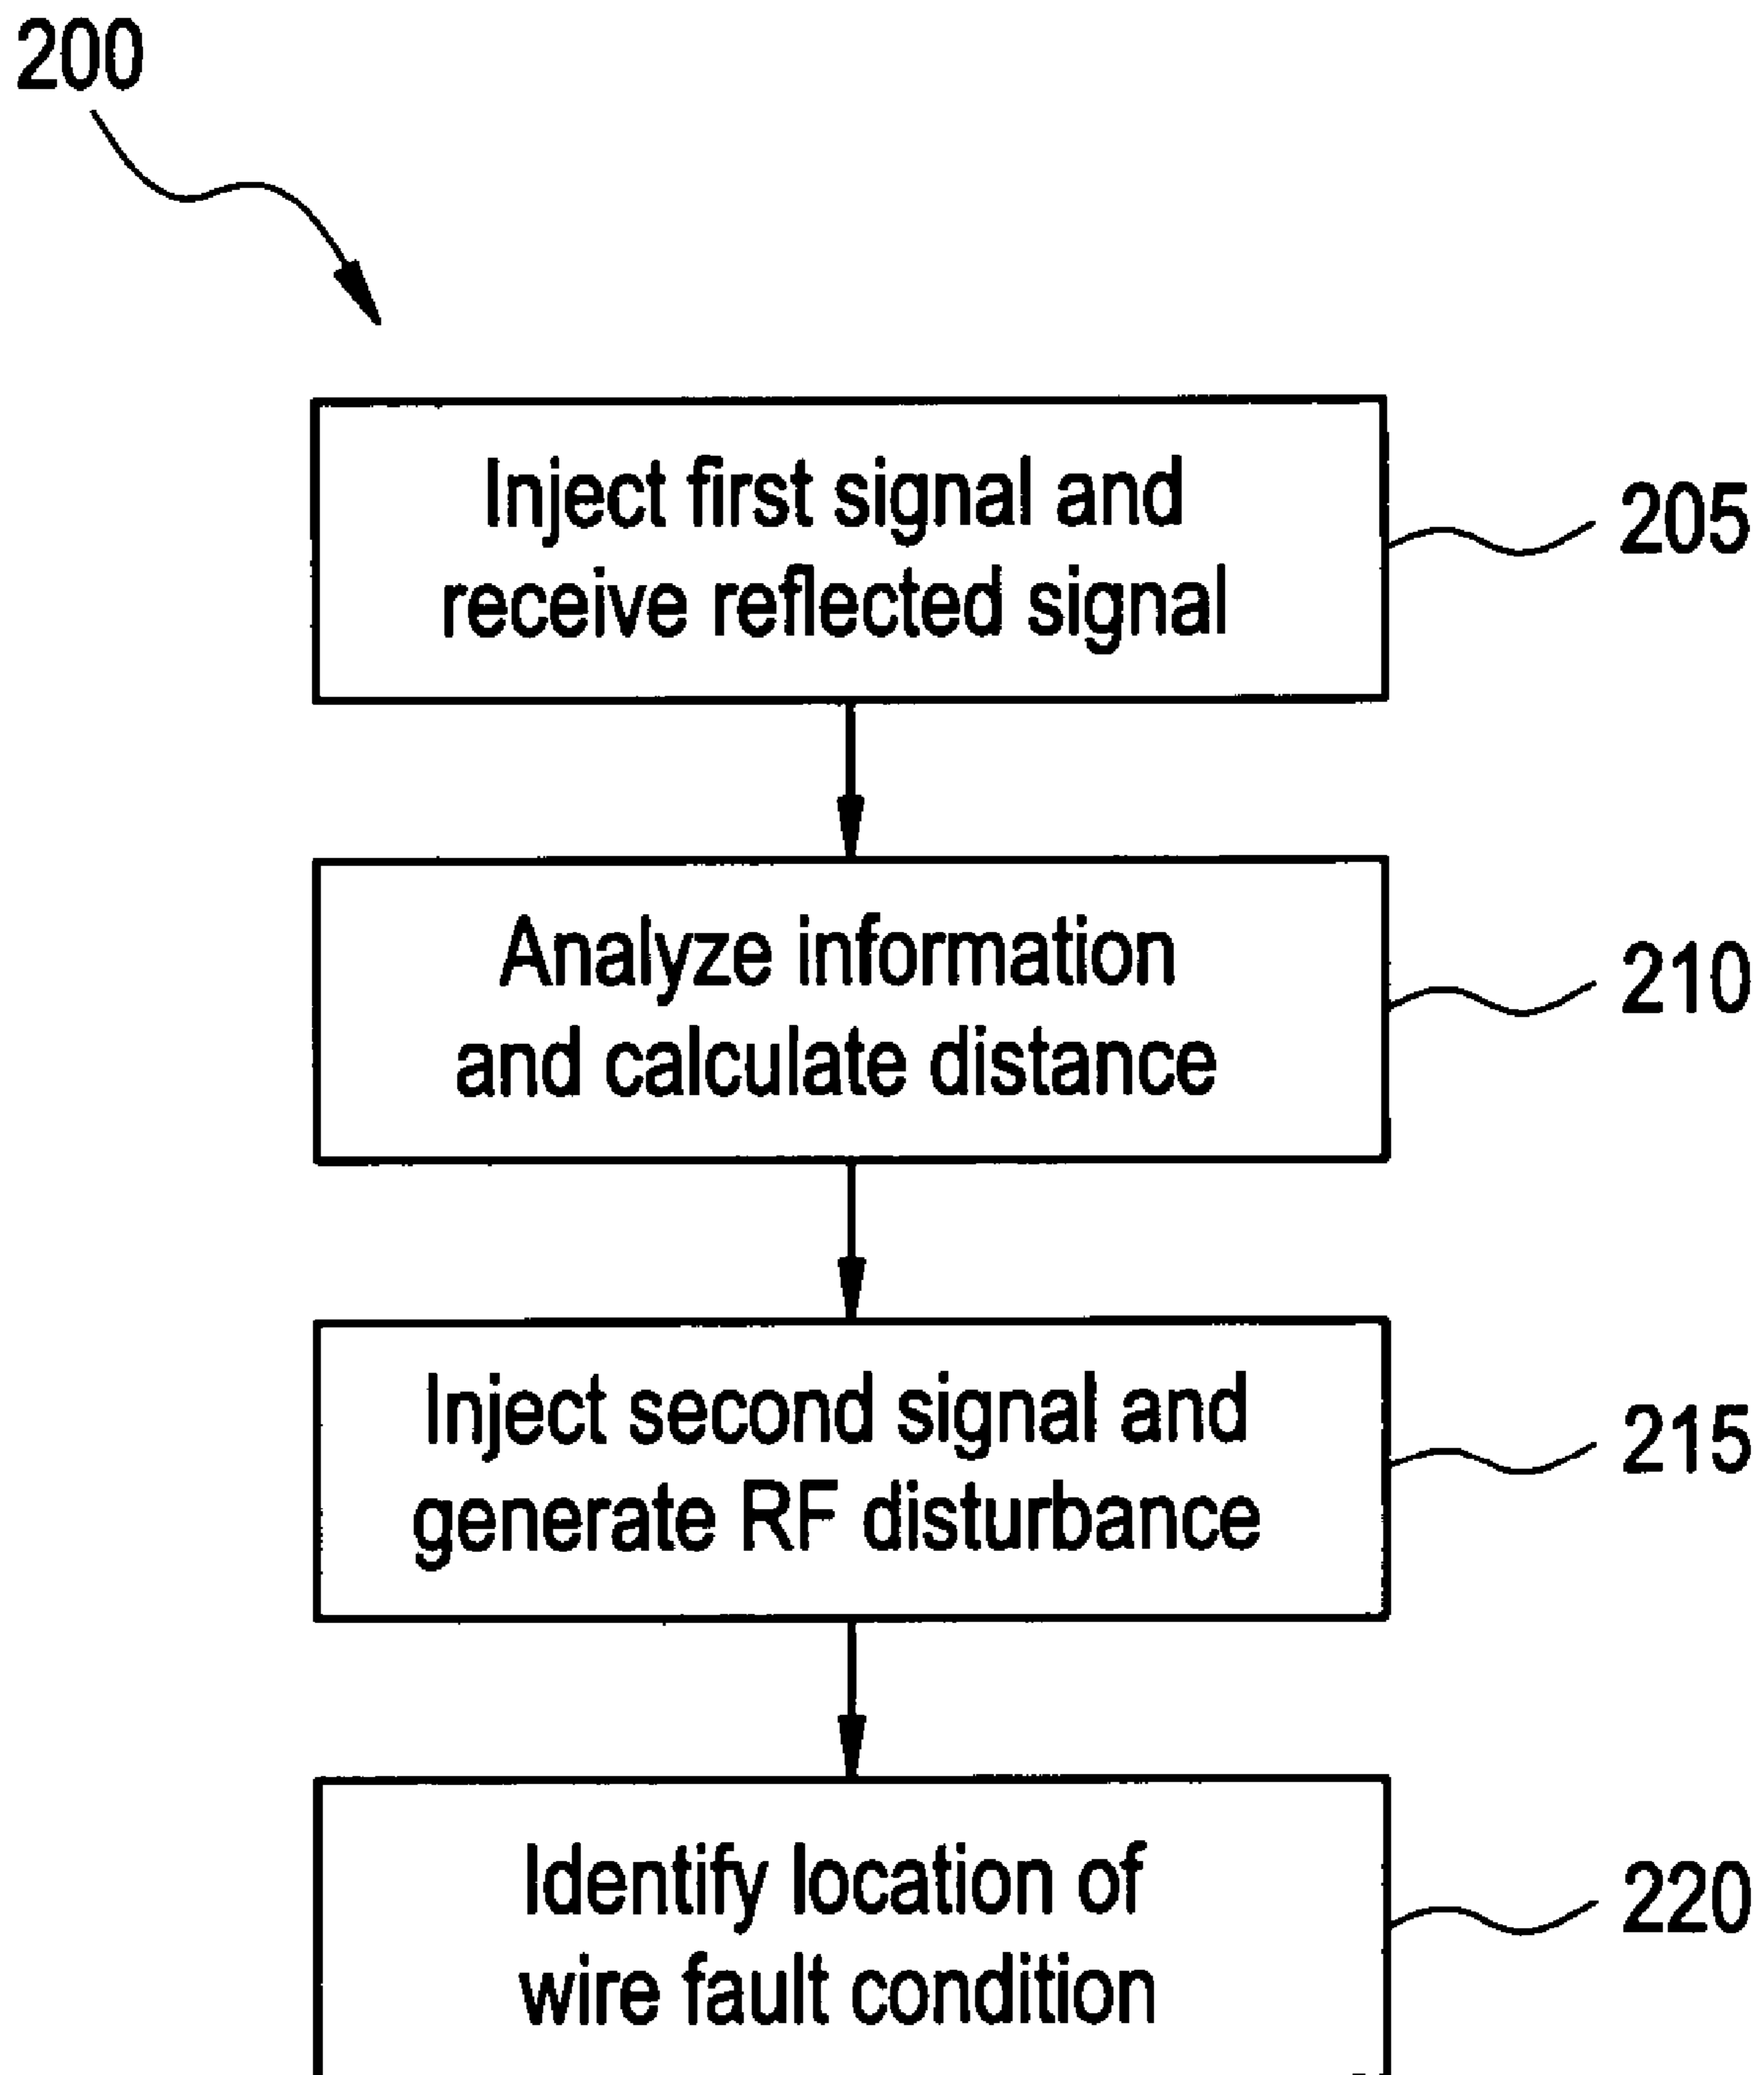 200
Inject first signal and
receive reflected signal
205
Analyze information
and calculate distance
210
Inject second signal and
generate RF disturbance
215
Identify location of
wire fault condition
220